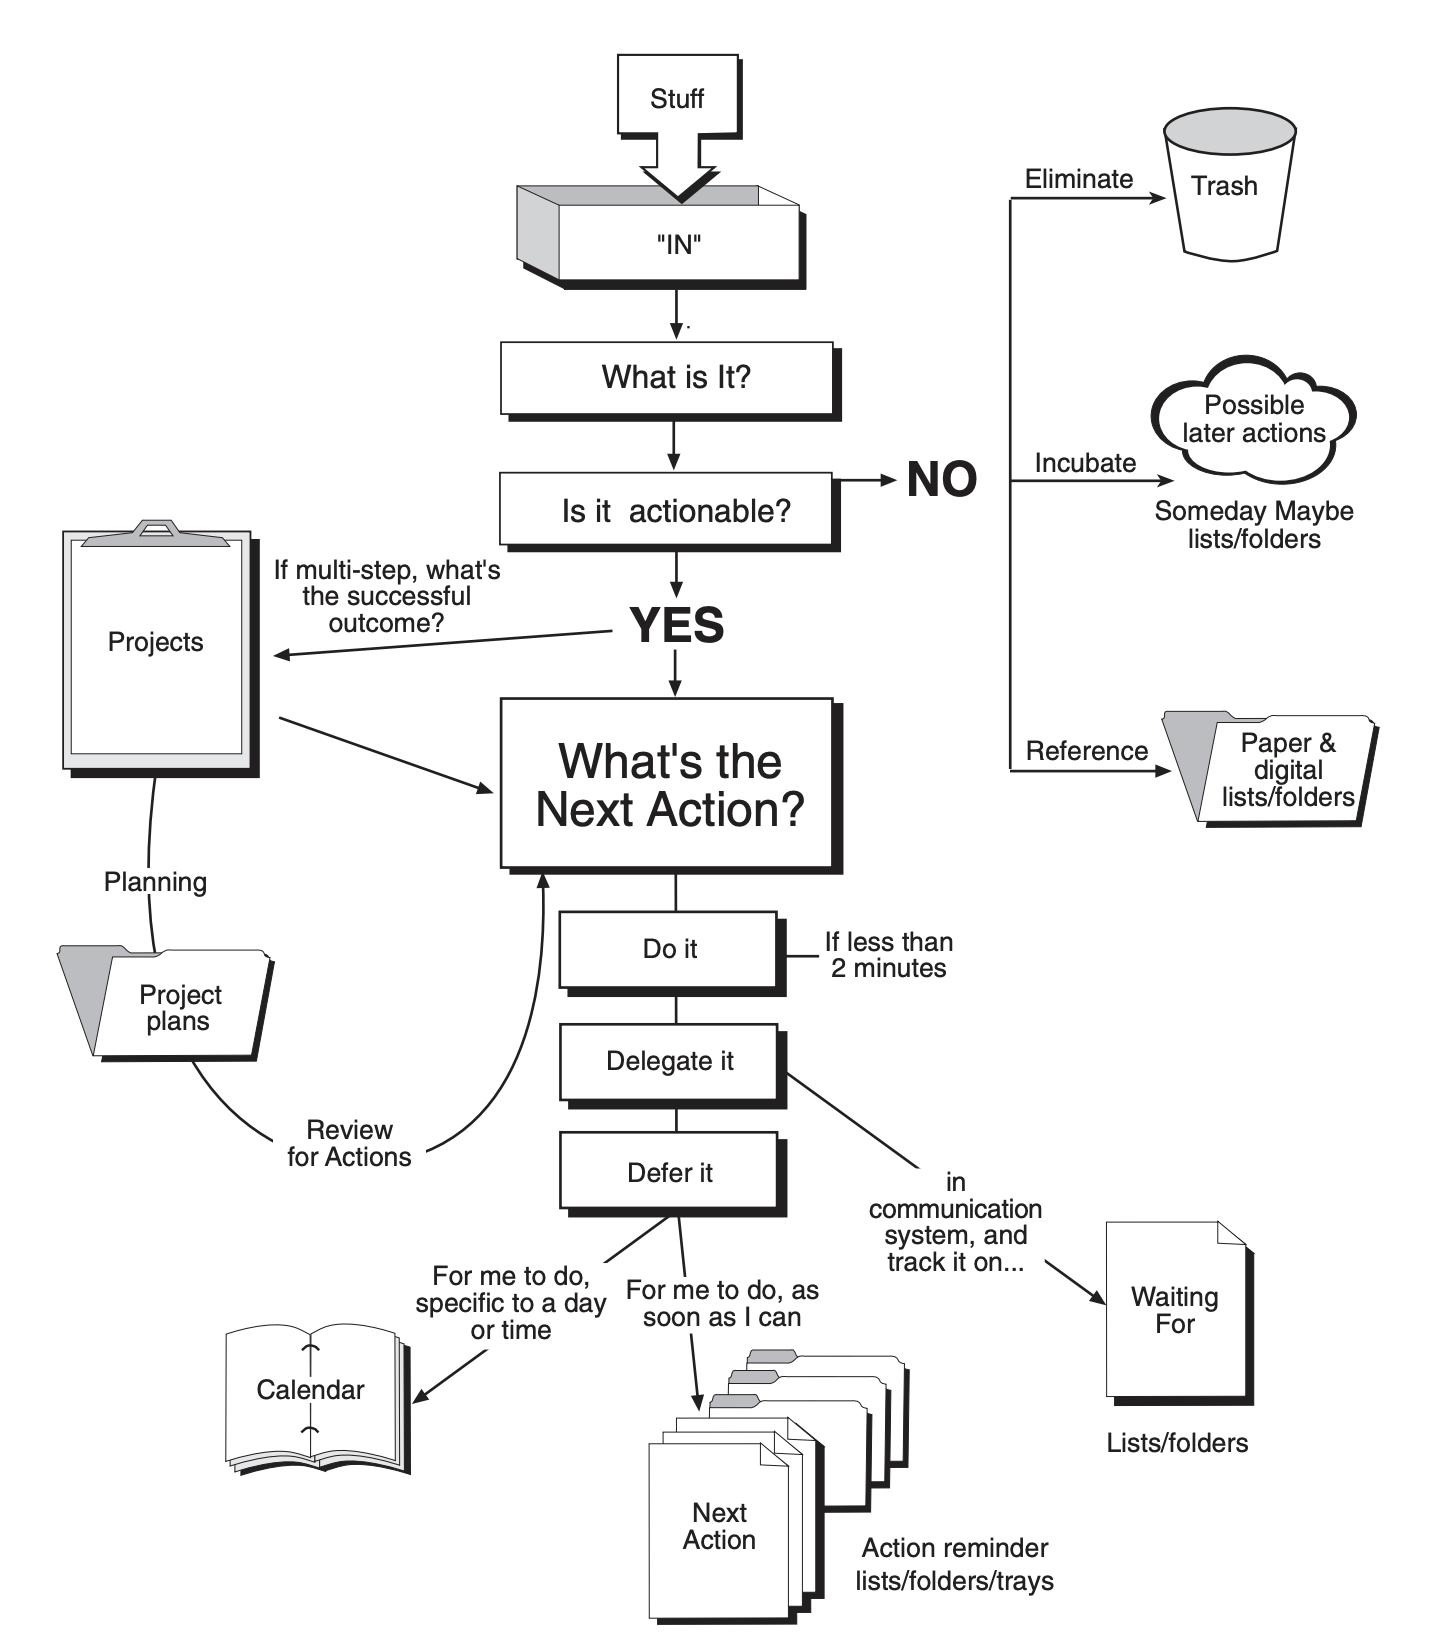 Stuff
"IN"
What is It?
Is it  actionable?
NO
Eliminate
Trash
Incubate
Possible
later actions
Someday Maybe
lists/folders
Reference
Paper &
digital
lists/folders
YES
If multi-step, what's
the successful
outcome?
Projects
Planning
Project
plans
Review
for Actions
What's the
Next Action?
Do it
If less than
2 minutes
Delegate it
in
communication
system, and
track it on...
Waiting
For
Lists/folders
Defer it
For me to do,
specific to a day
or time
Calendar
For me to do, as
soon as I can
Next
Action
Action reminder
lists/folders/trays